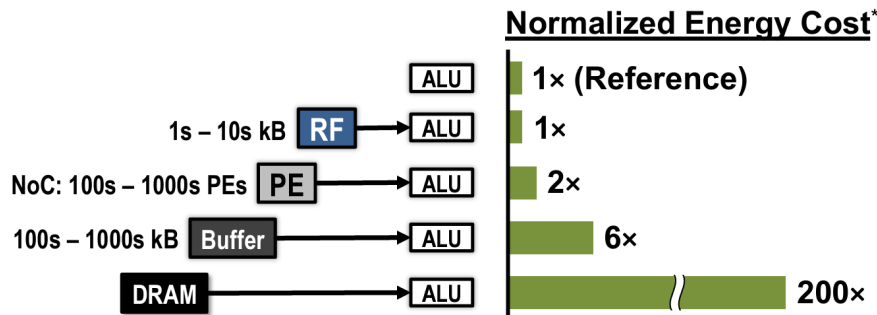 Normalized Energy Cost*
ALU 1× (Reference)
1s – 10s kB RF ALU 1×
NoC: 100s – 1000s PEs PE ALU 2×
100s – 1000s kB Buffer ALU 6×
DRAM ALU 200×